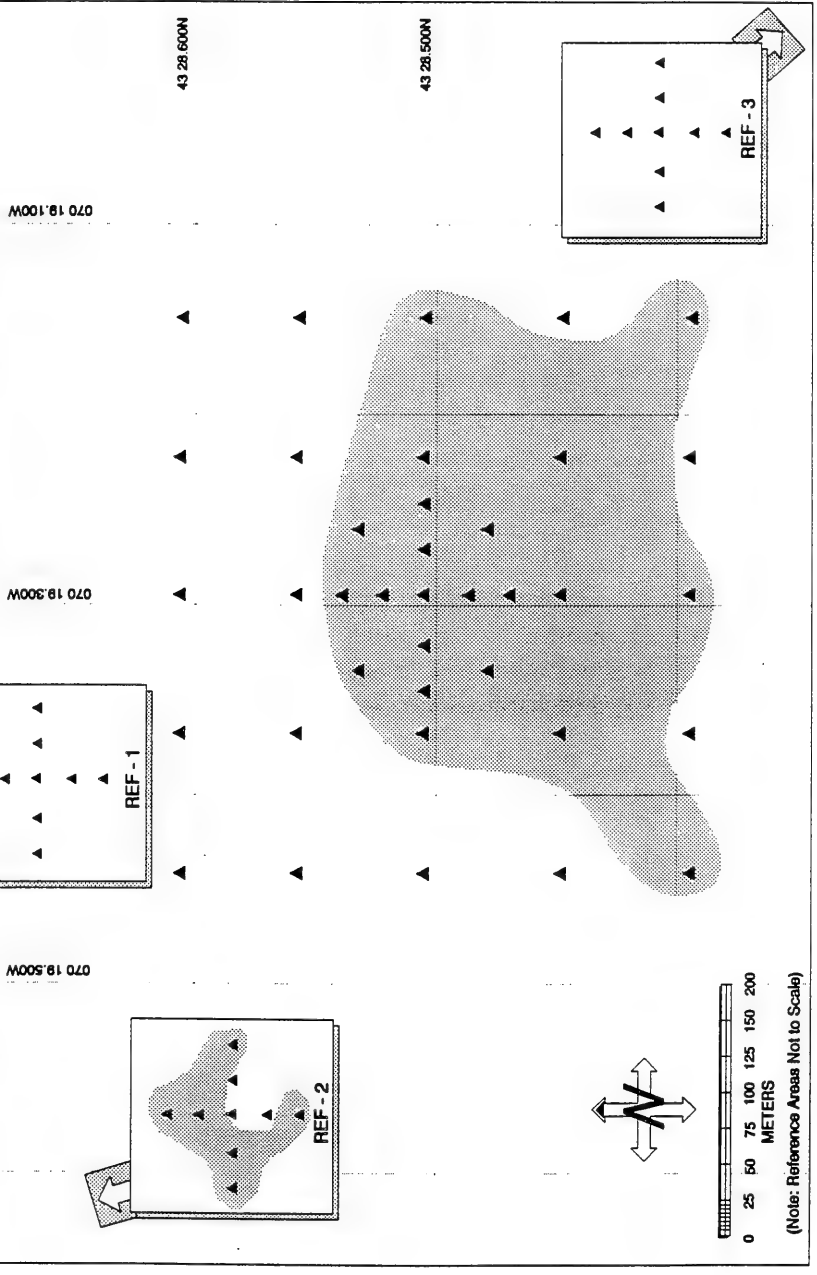 43 28.600N
43 28.500N
070 19.100W
070 19.300W
070 19.500W
REF - 1
REF - 2
REF - 3
N
0 25 50 75 100 125 150 200
METERS
(Note: Reference Areas Not to Scale)